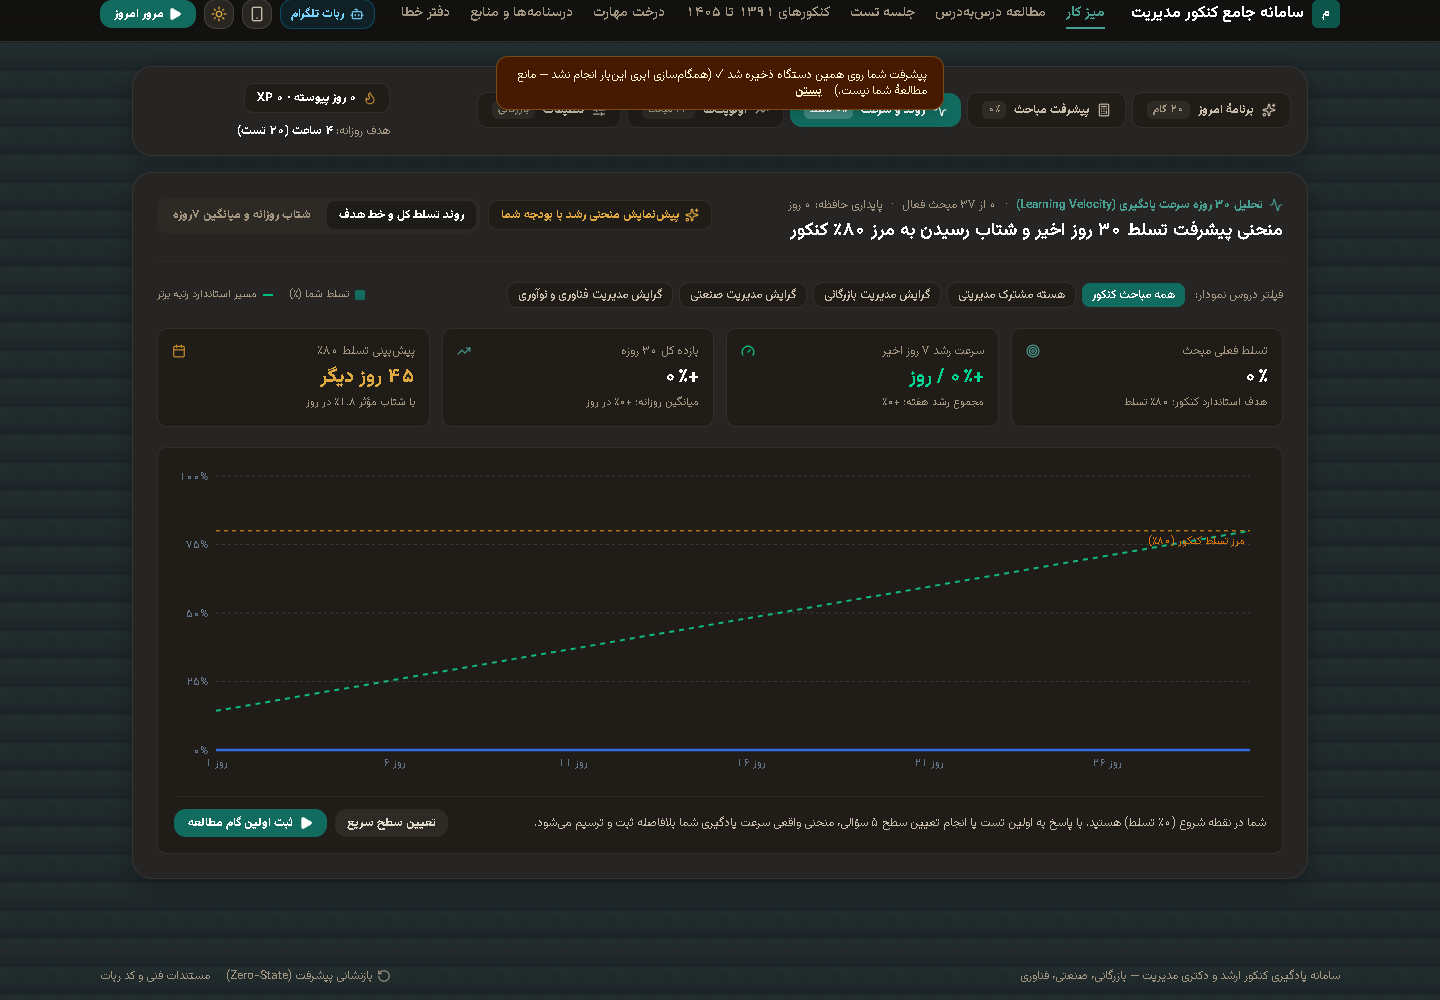 م سامانه جامع کنکور مدیریت
میز کار
مطالعه درس‌به‌درس
جلسه تست
کنکورهای ۱۳۹۱ تا ۱۴۰۵
درخت مهارت
درسنامه‌ها و منابع
دفتر خطا
ربات تلگرام
مرور امروز
پیشرفت شما روی همین دستگاه ذخیره شد ✓ (همگام‌سازی ابری این‌بار انجام نشد — مانع
مطالعهٔ شما نیست.) بستن
برنامهٔ امروز ۲۰ گام
پیشرفت مباحث ۰٪
۰ روز پیوسته · ۰ XP
هدف روزانه: ۴ ساعت (۲۰ تست)
تحلیل ۳۰ روزه سرعت یادگیری (Learning Velocity) · ۰ از ۳۷ مبحث فعال · پایداری حافظه: ۰ روز
منحنی پیشرفت تسلط ۳۰ روز اخیر و شتاب رسیدن به مرز ۸۰٪ کنکور
پیش‌نمایش منحنی رشد با بودجه شما
روند تسلط کل و خط هدف
شتاب روزانه و میانگین ۷روزه
فیلتر دروس نمودار:
همه مباحث کنکور
هسته مشترک مدیریتی
گرایش مدیریت بازرگانی
گرایش مدیریت صنعتی
گرایش مدیریت فناوری و نوآوری
تسلط شما (٪)
مسیر استاندارد رتبه برتر
تسلط فعلی مبحث
۰٪
هدف استاندارد کنکور: ۸۰٪ تسلط
سرعت رشد ۷ روز اخیر
+۰٪ / روز
مجموع رشد هفته: +۰٪
بازده کل ۳۰ روزه
+۰٪
میانگین روزانه: +۰٪ در روز
پیش‌بینی تسلط ۸۰٪
۴۵ روز دیگر
با شتاب مؤثر ۱.۸٪ در روز
۱۰۰%
مرز تسلط کنکور (۸۰٪)
۷۵%
۵۰%
۲۵%
۰%
روز ۱
روز ۶
روز ۱۱
روز ۱۶
روز ۲۱
روز ۲۶
شما در نقطه شروع (۰٪ تسلط) هستید. با پاسخ به اولین تست یا انجام تعیین سطح ۵ سؤالی، منحنی واقعی سرعت یادگیری شما بلافاصله ثبت و ترسیم می‌شود.
تعیین سطح سریع
ثبت اولین گام مطالعه
سامانه یادگیری کنکور ارشد و دکتری مدیریت — بازرگانی، صنعتی، فناوری
بازنشانی پیشرفت (Zero-State)
مستندات فنی و کد ربات